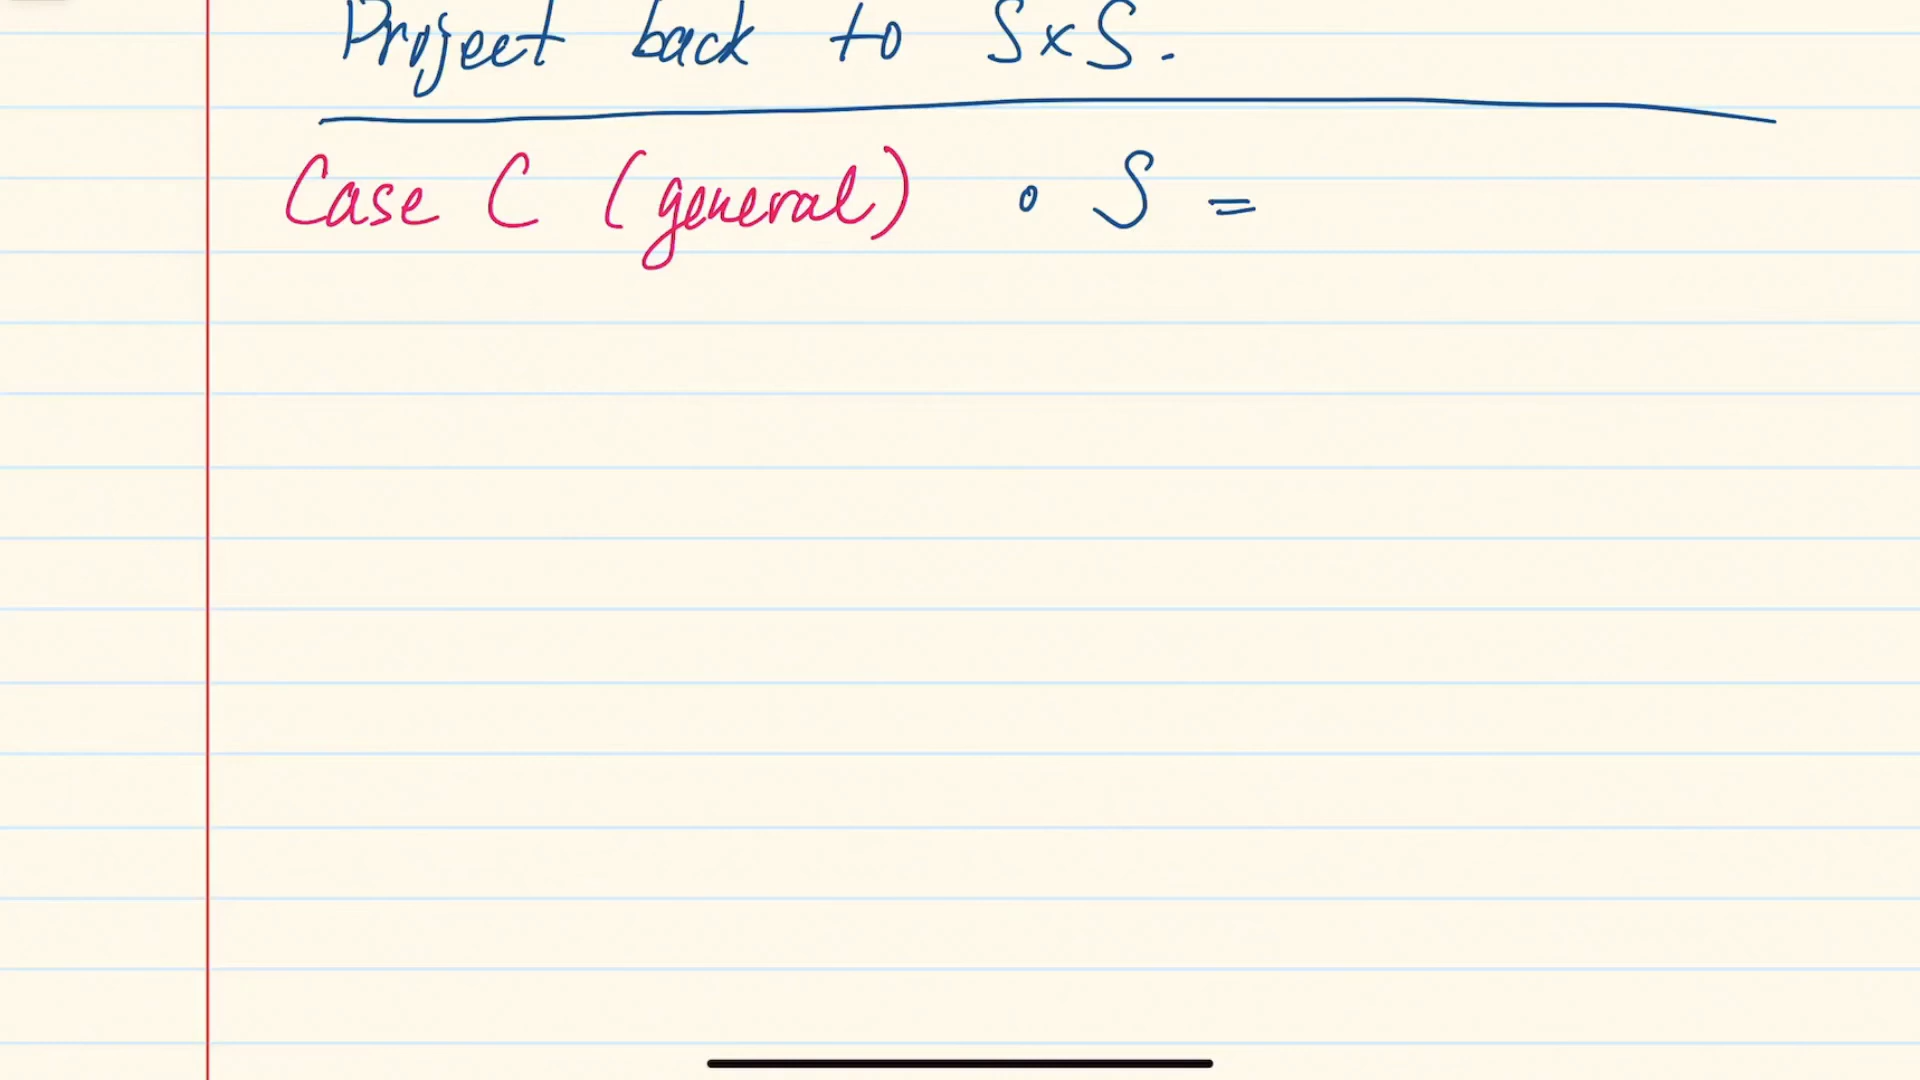 Project back to S×S.
Case C (general) ∘ S =